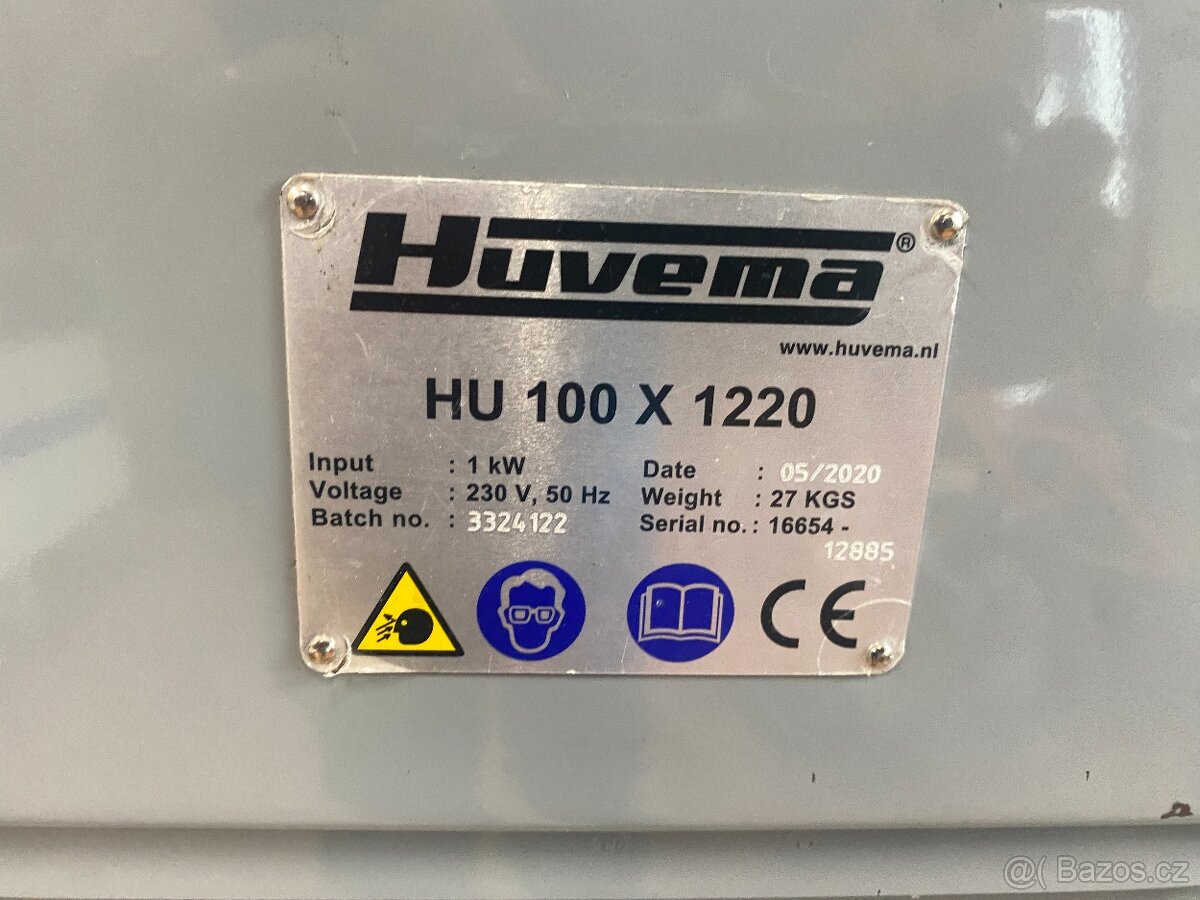 Huvema®
www.huvema.nl
HU 100 X 1220
Input : 1 kW
Voltage : 230 V, 50 Hz
Batch no. : 3324122
Date : 05/2020
Weight : 27 KGS
Serial no. : 16654 -
12885
CE
@( Bazos.cz